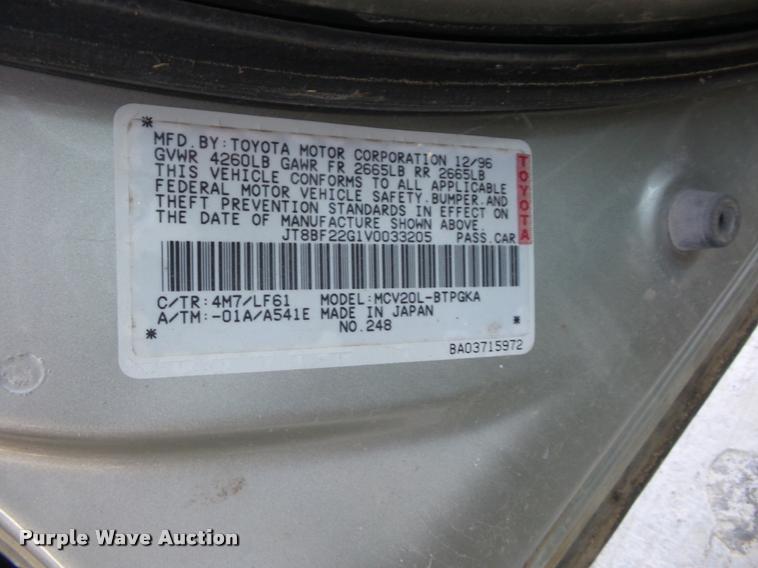 MFD.BY:TOYOTA MOTOR CORPORATION 12/96
GVWR 4260LB GAWR FR 2665LB RR 2665LB
THIS VEHICLE CONFORMS TO ALL APPLICABLE
FEDERAL MOTOR VEHICLE SAFETY.BUMPER.AND
THEFT PREVENTION STANDARDS IN EFFECT ON
THE DATE OF MANUFACTURE SHOWN ABOVE.
JT8BF22G1V0033205 PASS.CAR
TOYOTA
C/TR: 4M7/LF61 MODEL:MCV20L-BTPGKA
A/TM:-01A/A541E MADE IN JAPAN
NO.248
BA03715972
Purple Wave Auction